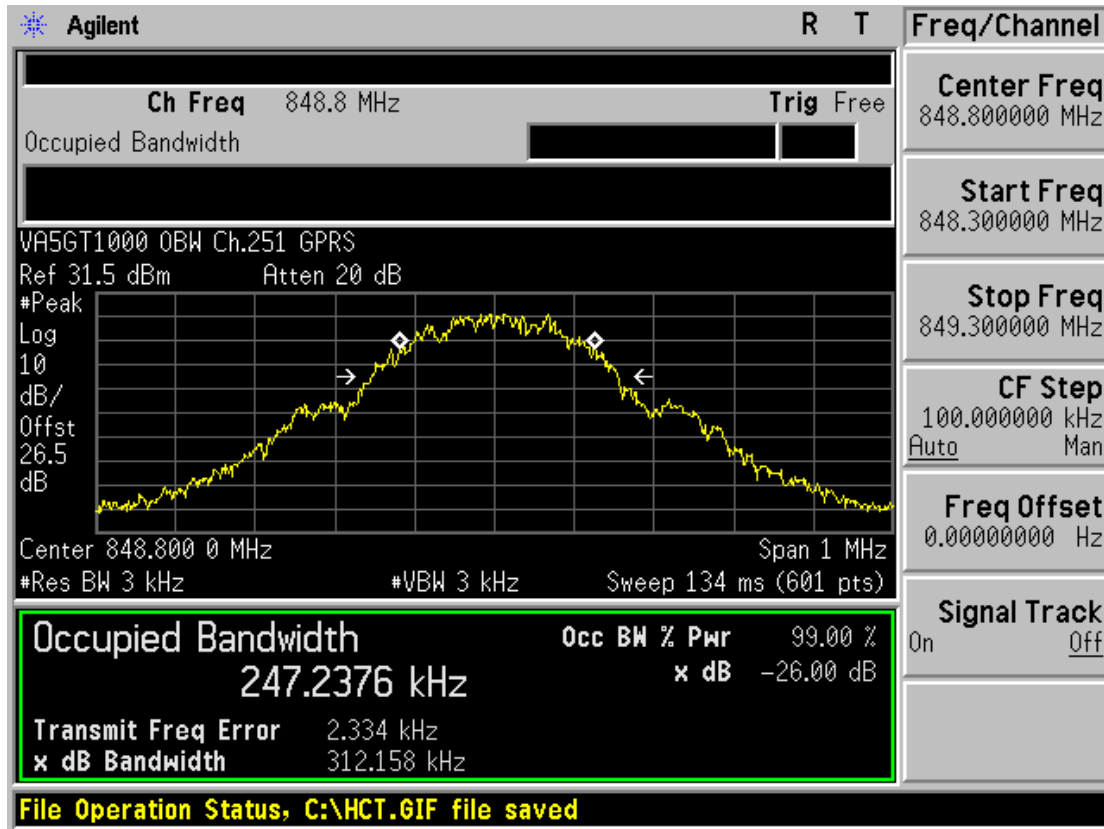 Agilent R T
Ch Freq 848.8 MHz Trig Free
Occupied Bandwidth
VA5GT1000 OBW Ch.251 GPRS
Ref 31.5 dBm Atten 20 dB
#Peak
Log
10
dB/
Offst
26.5
dB
Center 848.800 0 MHz Span 1 MHz
#Res BW 3 kHz #VBW 3 kHz Sweep 134 ms (601 pts)
Occupied Bandwidth Occ BW % Pwr 99.00 %
247.2376 kHz x dB -26.00 dB
Transmit Freq Error 2.334 kHz
x dB Bandwidth 312.158 kHz
File Operation Status, C:\HCT.GIF file saved
Freq/Channel
Center Freq
848.800000 MHz
Start Freq
848.300000 MHz
Stop Freq
849.300000 MHz
CF Step
100.000000 kHz
Auto Man
Freq Offset
0.00000000 Hz
Signal Track
On Off